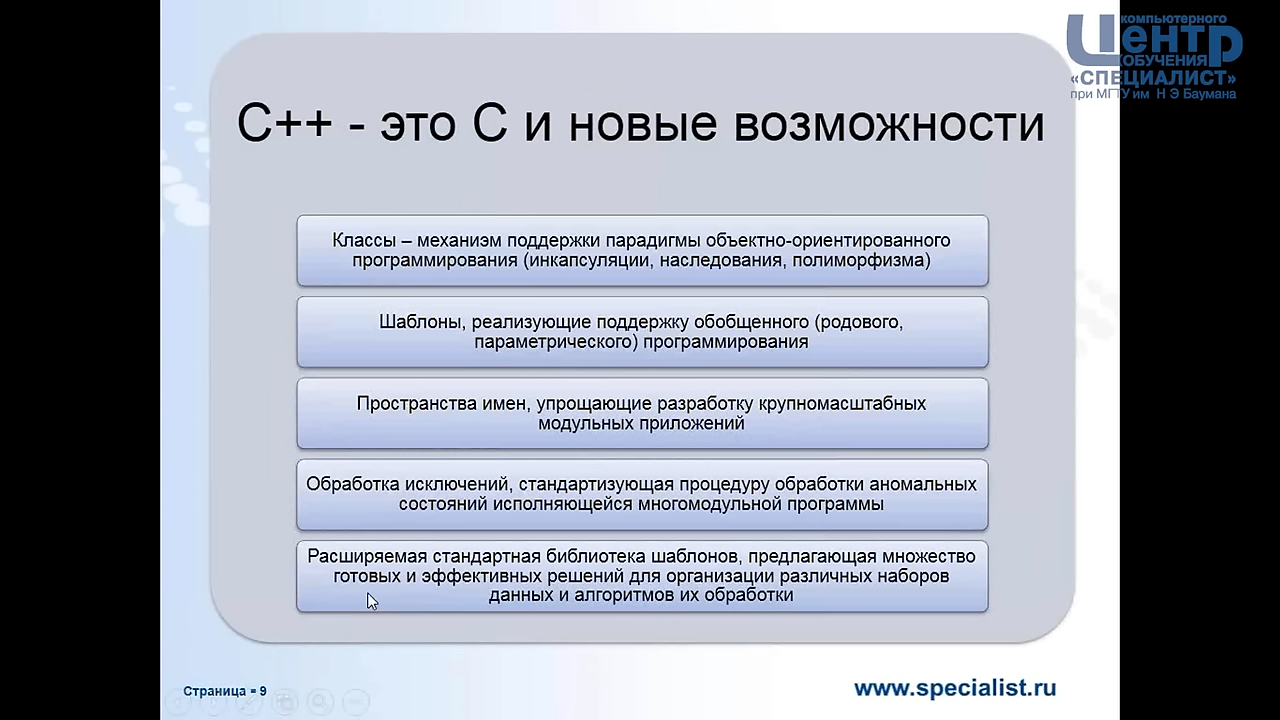 компьютерного
Центр
ОБУЧЕНИЯ
«СПЕЦИАЛИСТ»
при МГТУ им Н Э Баумана
C++ - это C и новые возможности
Классы – механизм поддержки парадигмы объектно-ориентированного
программирования (инкапсуляции, наследования, полиморфизма)
Шаблоны, реализующие поддержку обобщенного (родового,
параметрического) программирования
Пространства имен, упрощающие разработку крупномасштабных
модульных приложений
Обработка исключений, стандартизующая процедуру обработки аномальных
состояний исполняющейся многомодульной программы
Расширяемая стандартная библиотека шаблонов, предлагающая множество
готовых и эффективных решений для организации различных наборов
данных и алгоритмов их обработки
Страница = 9
www.specialist.ru